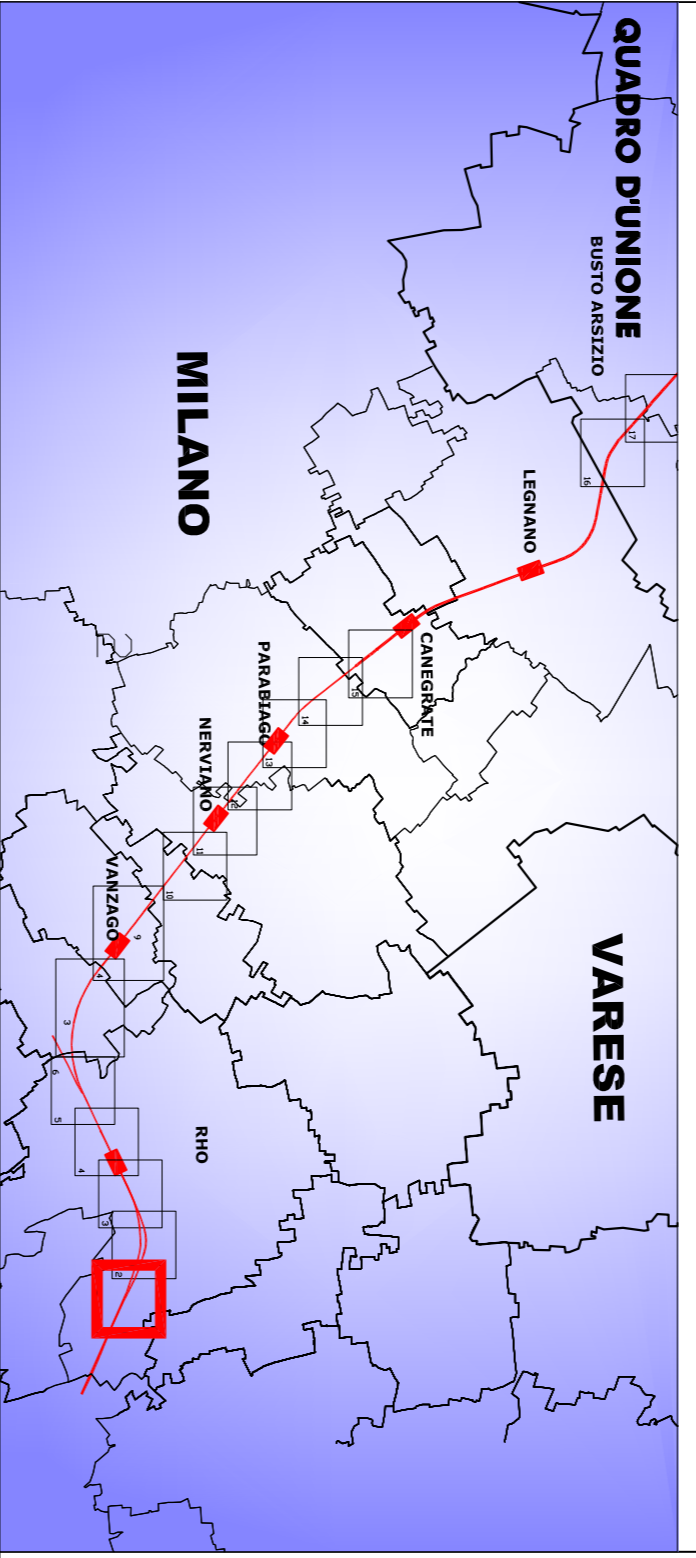 QUADRO D'UNIONE
BUSTO ARSIZIO
17
16
LEGNANO
MILANO
CANEGRATE
15
PARABIAGO
14
13
NERVIANO
12
11
10
VANZAGO
9
4
VARESE
3
6
5
RHO
4
3
2